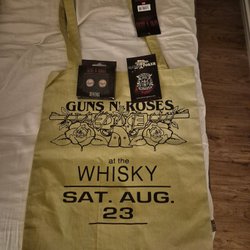 GUNS N' ROSES
at the
WHISKY
SAT. AUG.
23